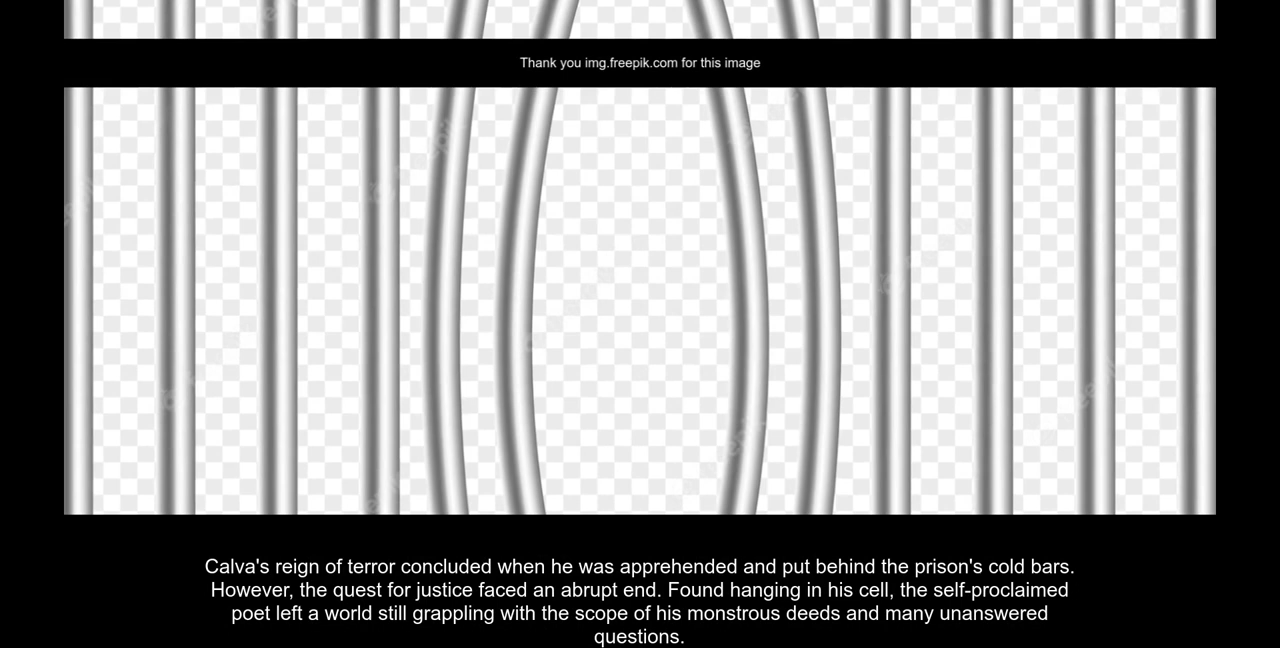 Thank you img.freepik.com for this image
Calva's reign of terror concluded when he was apprehended and put behind the prison's cold bars.
However, the quest for justice faced an abrupt end. Found hanging in his cell, the self-proclaimed
poet left a world still grappling with the scope of his monstrous deeds and many unanswered
questions.